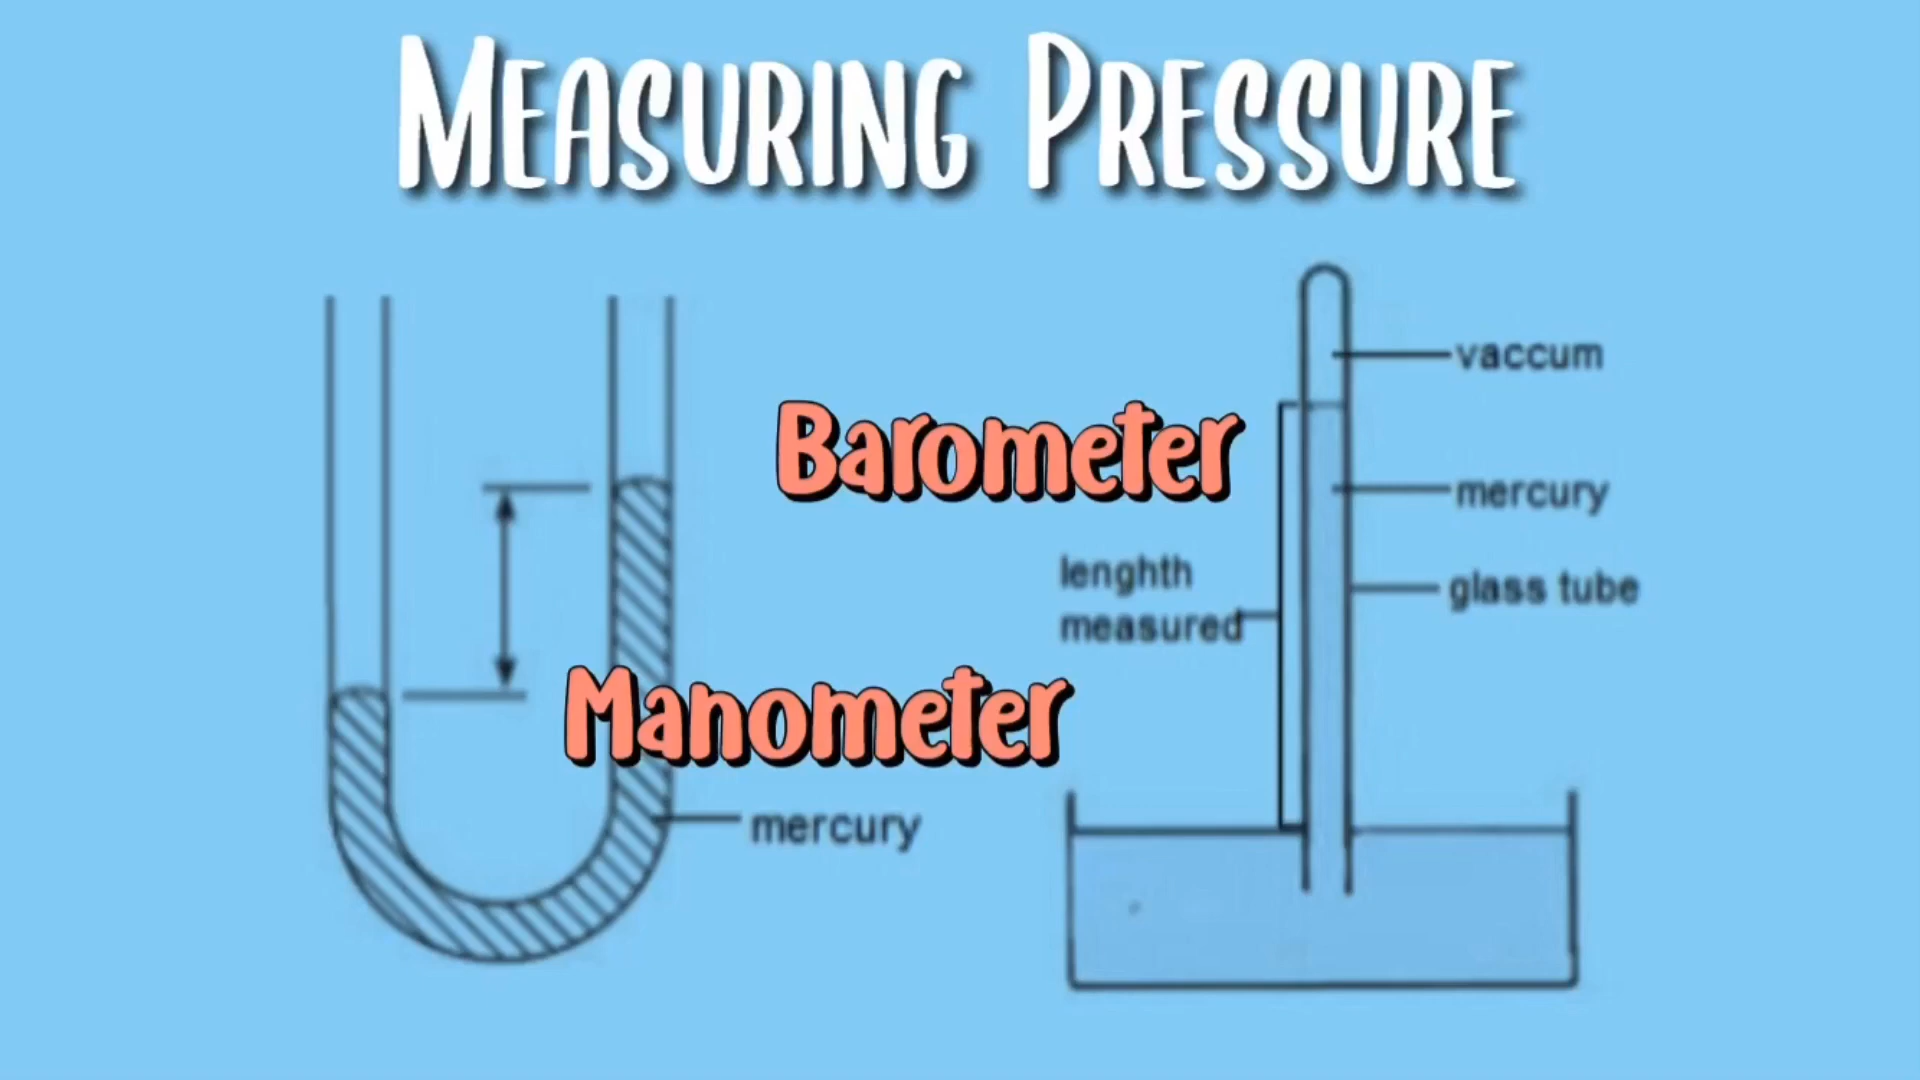 MEASURING PRESSURE
vaccum
Barometer
mercury
lenghth
measured
glass tube
Manometer
mercury